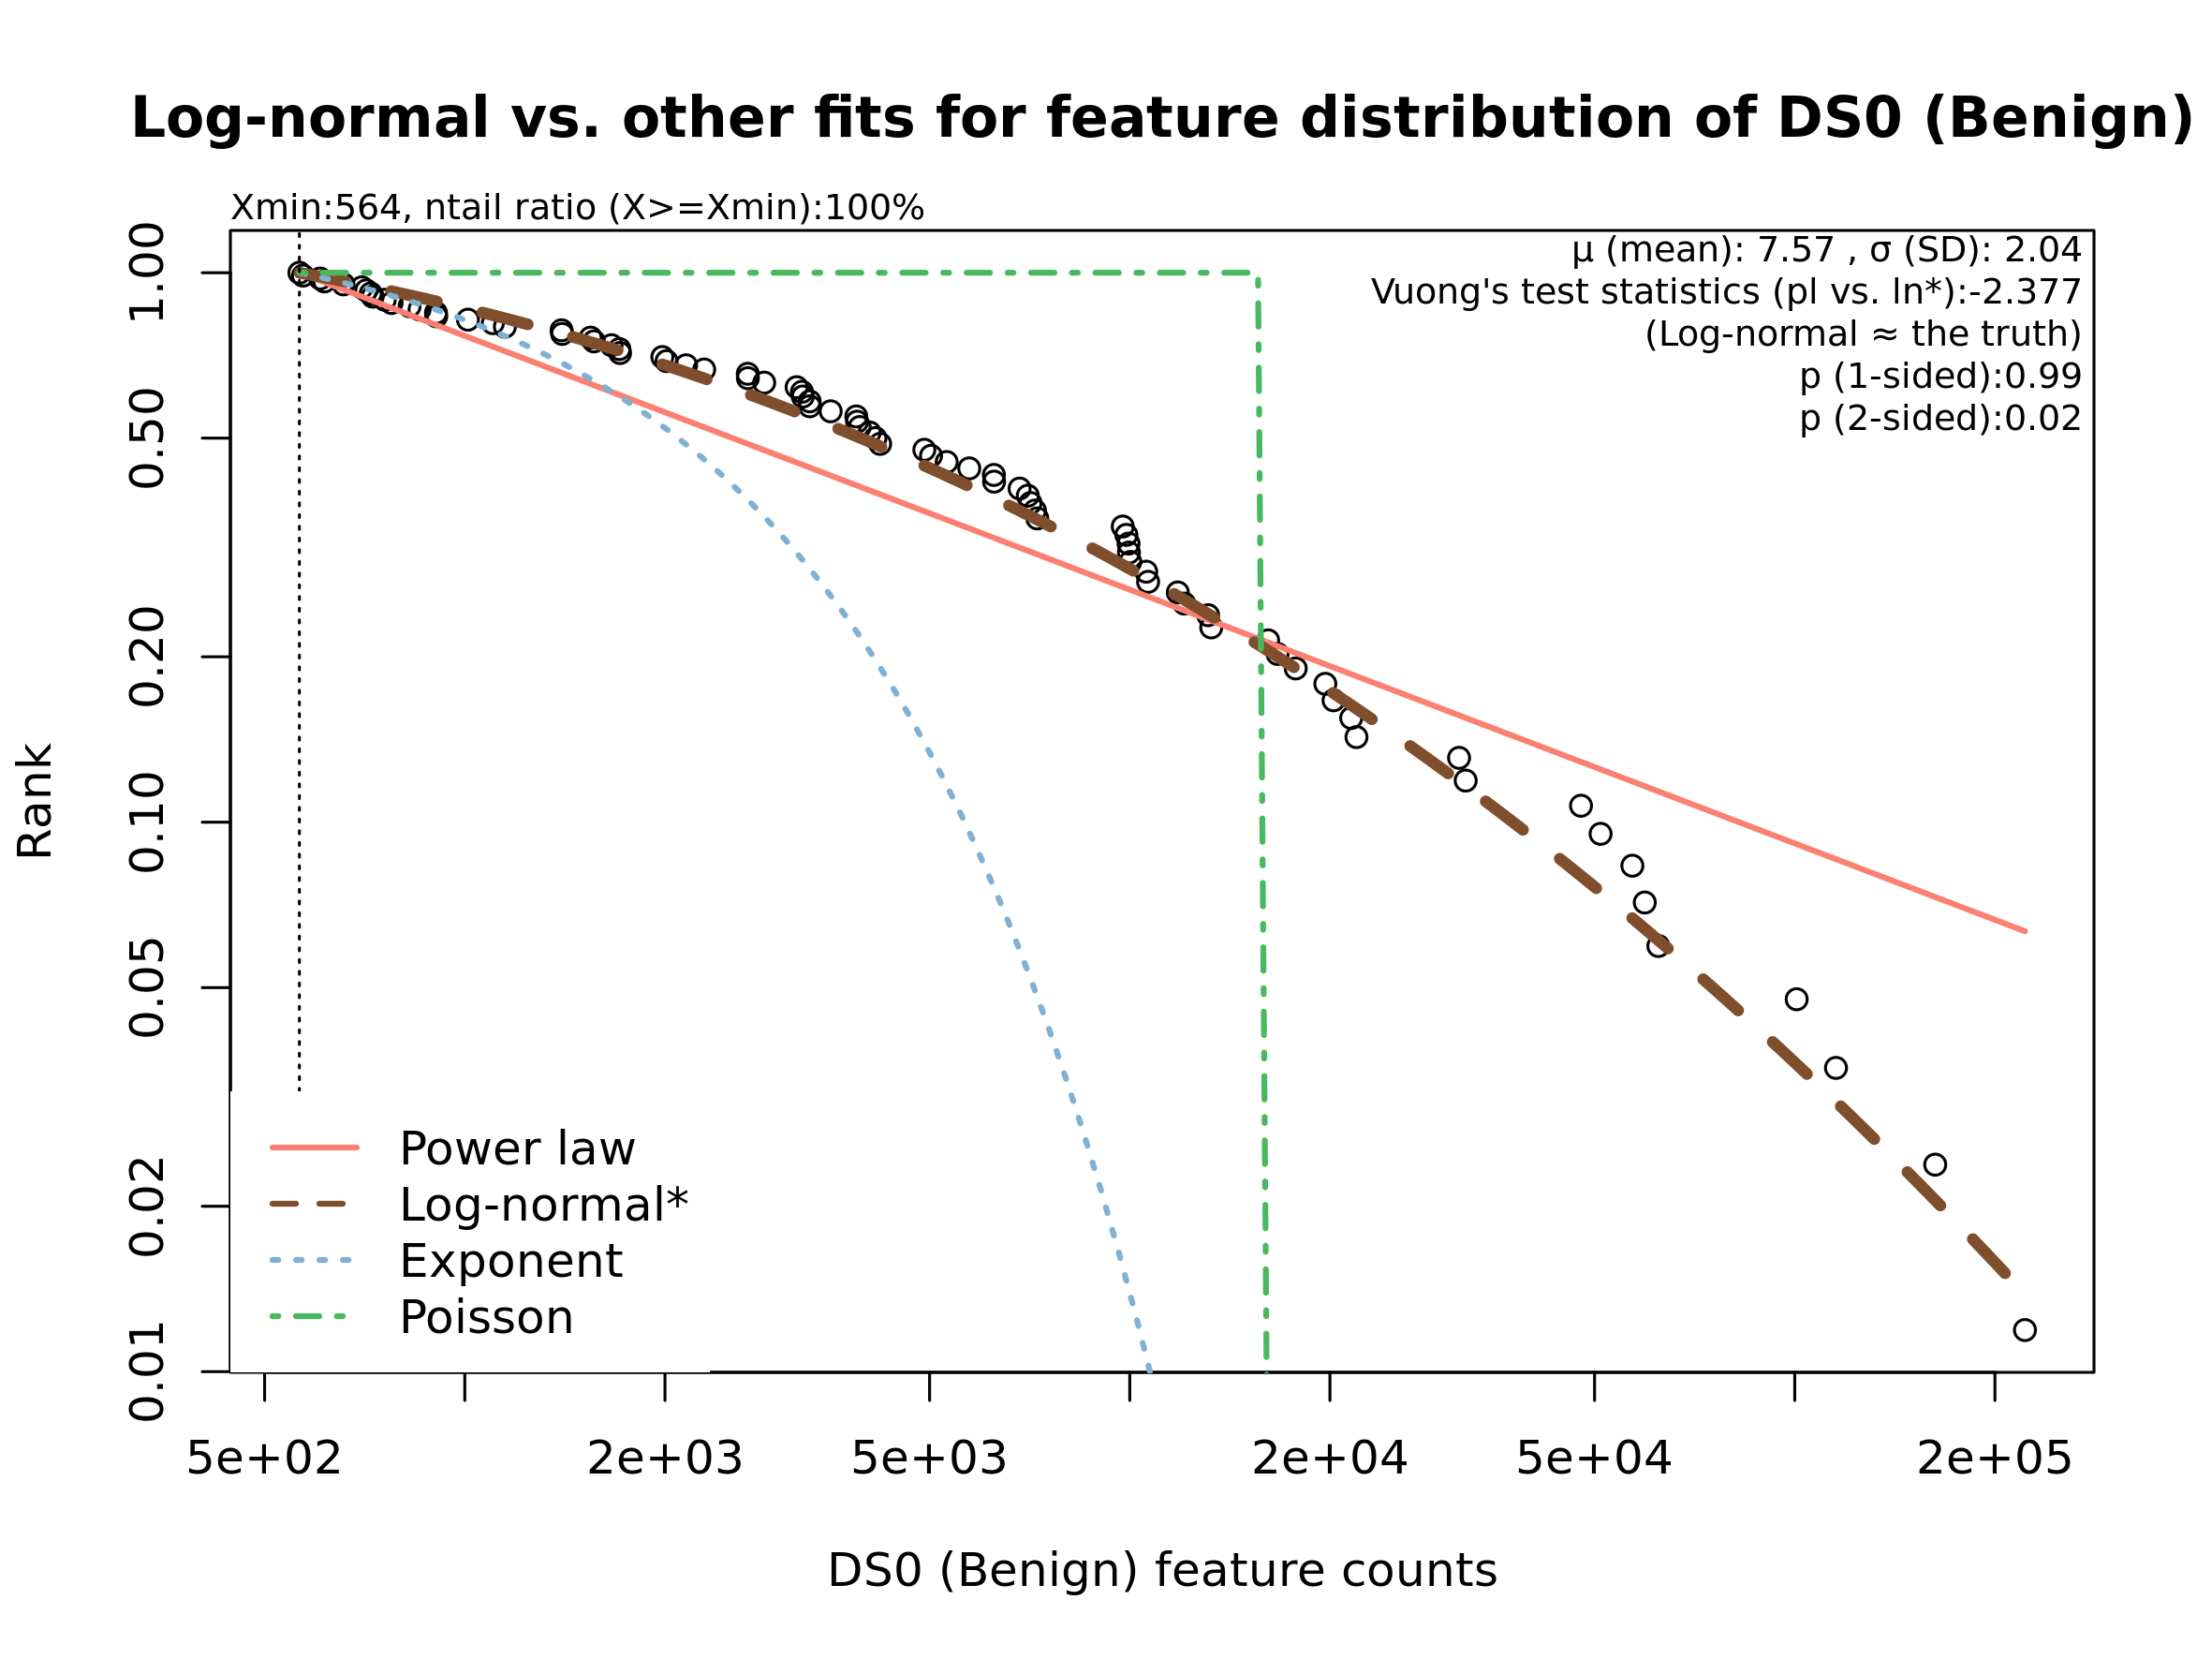 Log-normal vs. other fits for feature distribution of DS0 (Benign)
Xmin:564, ntail ratio (X>=Xmin):100%
μ (mean): 7.57 , σ (SD): 2.04
Vuong's test statistics (pl vs. ln*):-2.377
(Log-normal ≈ the truth)
p (1-sided):0.99
p (2-sided):0.02
Rank
1.00
0.50
0.20
0.10
0.05
0.02
0.01
Power law
Log-normal*
Exponent
Poisson
5e+02 2e+03 5e+03 2e+04 5e+04 2e+05
DS0 (Benign) feature counts